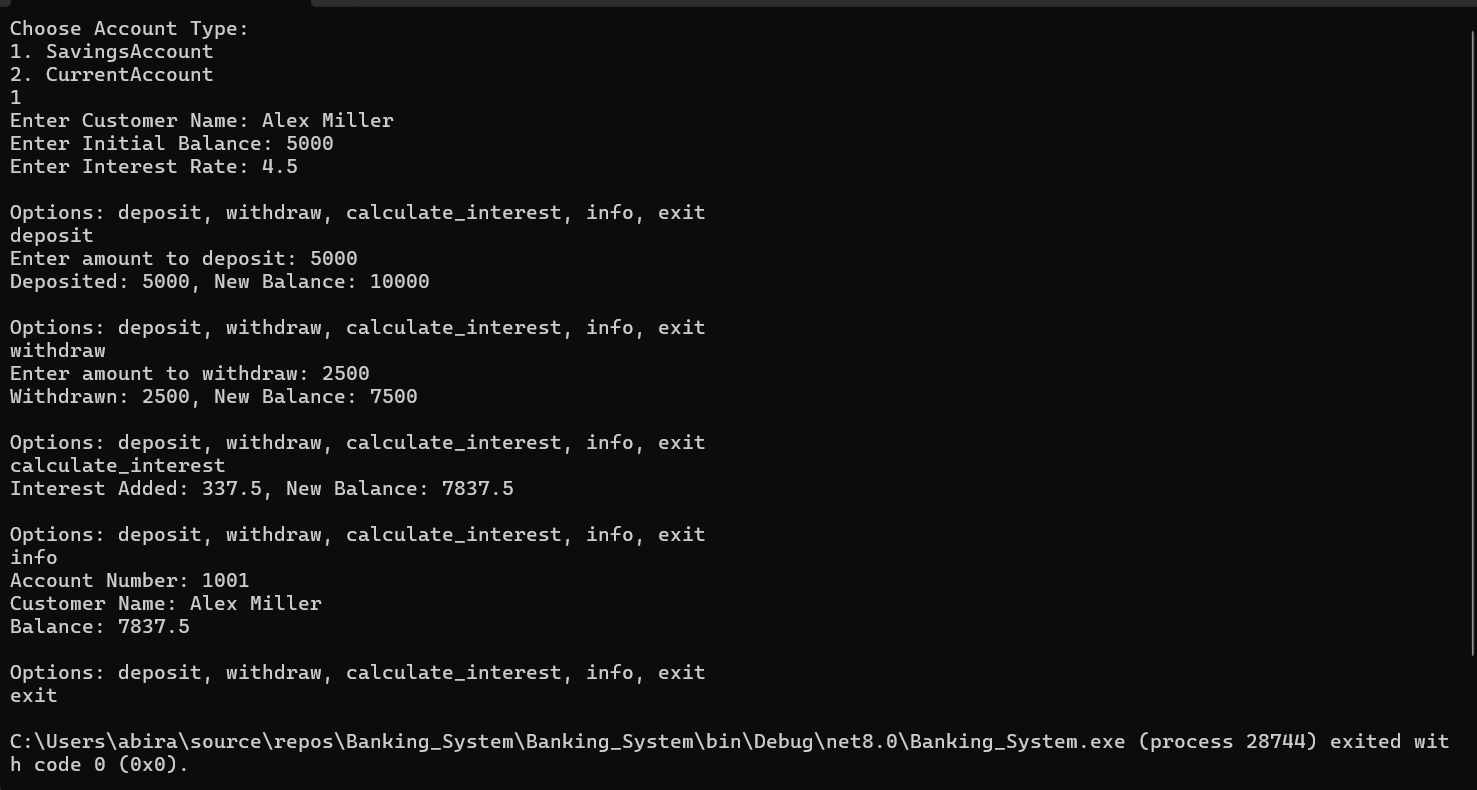 Choose Account Type:
1. SavingsAccount
2. CurrentAccount
1
Enter Customer Name: Alex Miller
Enter Initial Balance: 5000
Enter Interest Rate: 4.5
Options: deposit, withdraw, calculate_interest, info, exit
deposit
Enter amount to deposit: 5000
Deposited: 5000, New Balance: 10000
Options: deposit, withdraw, calculate_interest, info, exit
withdraw
Enter amount to withdraw: 2500
Withdrawn: 2500, New Balance: 7500
Options: deposit, withdraw, calculate_interest, info, exit
calculate_interest
Interest Added: 337.5, New Balance: 7837.5
Options: deposit, withdraw, calculate_interest, info, exit
info
Account Number: 1001
Customer Name: Alex Miller
Balance: 7837.5
Options: deposit, withdraw, calculate_interest, info, exit
exit
C:\Users\abira\source\repos\Banking_System\Banking_System\bin\Debug\net8.0\Banking_System.exe (process 28744) exited wit
h code 0 (0x0).